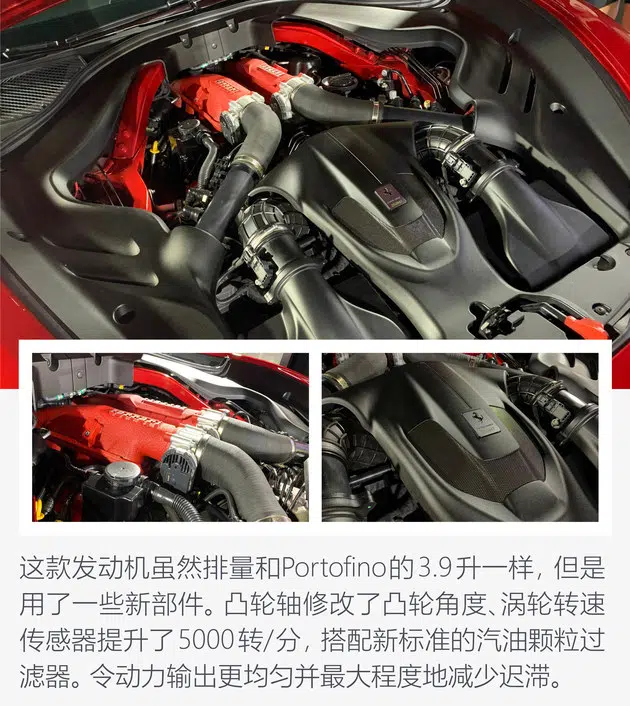 这款发动机虽然排量和Portofino的3.9升一样，但是
用了一些新部件。凸轮轴修改了凸轮角度、涡轮转速
传感器提升了5000转/分，搭配新标准的汽油颗粒过
滤器。令动力输出更均匀并最大程度地减少迟滞。